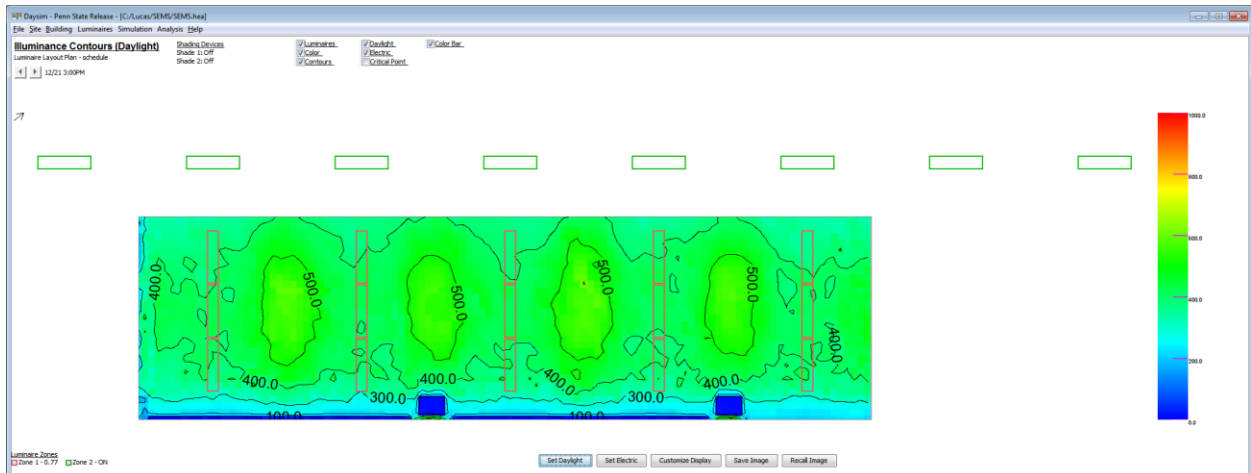 Daysim - Penn State Release - [C:/Lucas/SEMS/SEMS.hea]
File Site Building Luminaires Simulation Analysis Help
Illuminance Contours (Daylight)
Luminaire Layout Plan - schedule
12/21 3:00PM
Shading Devices
Shade 1: Off
Shade 2: Off
Luminaires Daylight Color Bar
Color Electric
Contours Critical Point
1000.0
800.0
600.0
400.0
200.0
0.0
400.0 500.0 500.0 500.0 500.0 400.0
400.0 400.0 400.0 400.0
300.0 300.0
100.0 100.0
Luminaire Zones
Zone 1 - 0.77 Zone 2 - ON
Set Daylight Set Electric Customize Display Save Image Recall Image